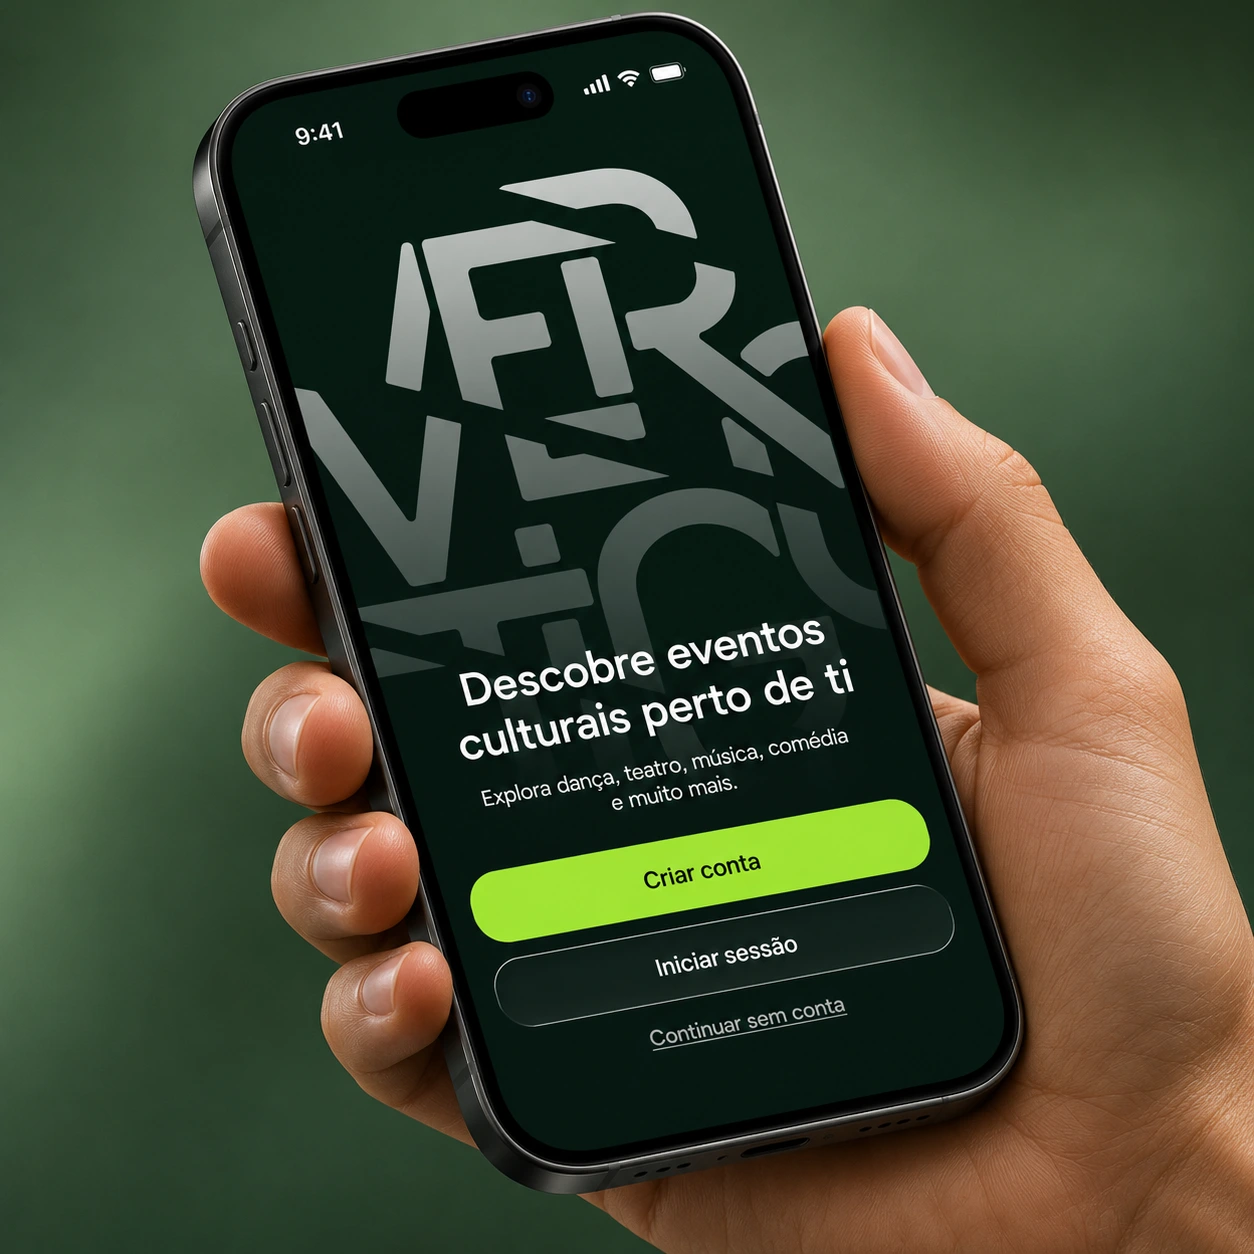 9:41
Descobre eventos
culturais perto de ti
Explora dança, teatro, música, comédia
e muito mais.
Criar conta
Iniciar sessão
Continuar sem conta